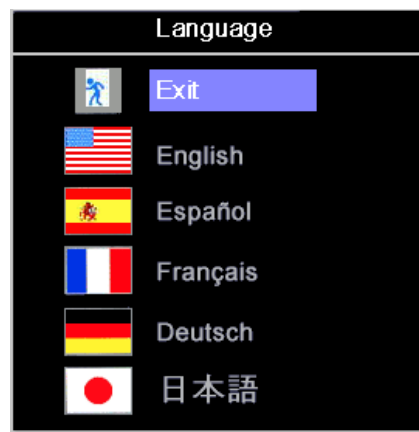 Language
Exit
English
Español
Français
Deutsch
日本語